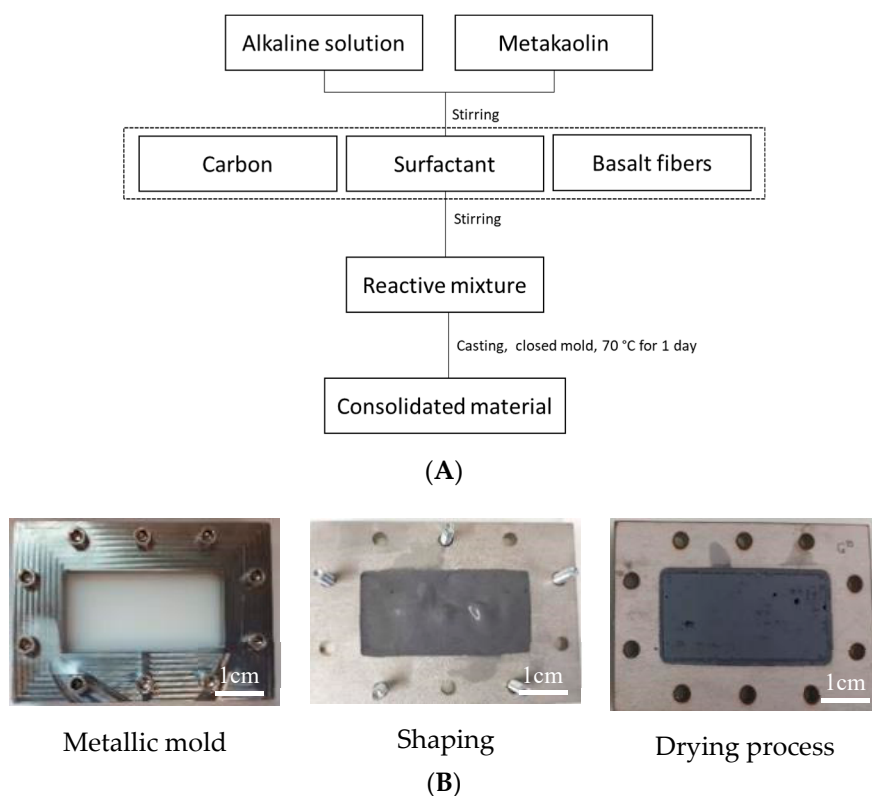 Alkaline solution
Metakaolin
Stirring
Carbon
Surfactant
Basalt fibers
Stirring
Reactive mixture
Casting, closed mold, 70 °C for 1 day
Consolidated material
(A)
1cm
1cm
1cm
Metallic mold
Shaping
Drying process
(B)